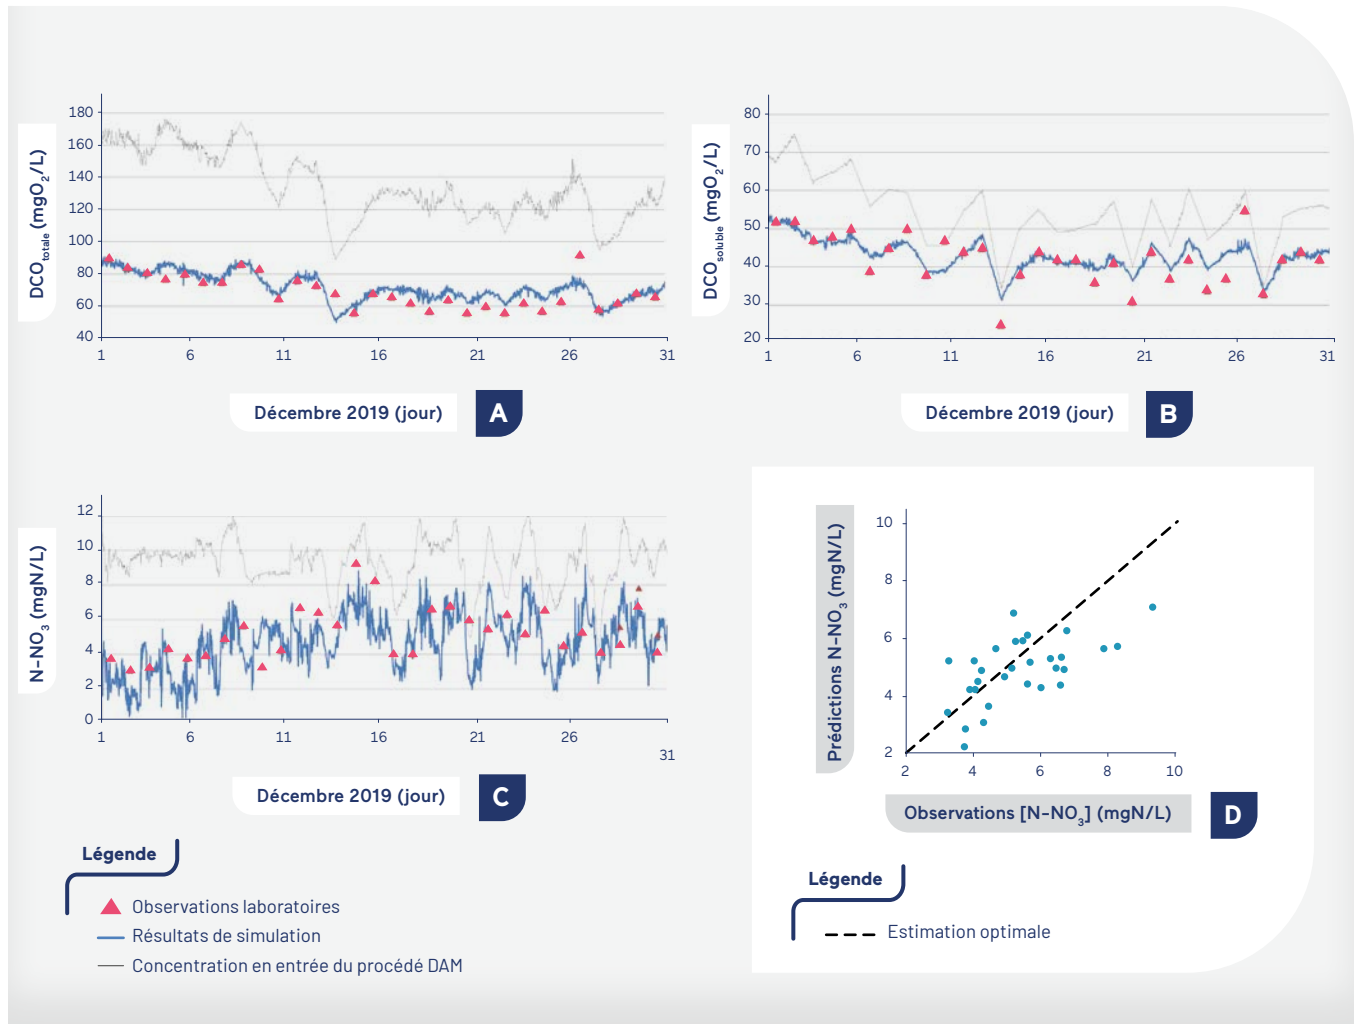 180
160
140
120
100
80
60
40
DCOtotale (mgO2/L)
1 6 11 16 21 26 31
Décembre 2019 (jour)
A
80
70
60
50
40
30
20
DCOsoluble (mgO2/L)
1 6 11 16 21 26 31
Décembre 2019 (jour)
B
12
10
8
6
4
2
0
N-NO3 (mgN/L)
1 6 11 16 21 26 31
Décembre 2019 (jour)
C
10
8
6
4
2
Prédictions N-NO3 (mgN/L)
2 4 6 8 10
Observations [N-NO3] (mgN/L)
D
Légende
Observations laboratoires
Résultats de simulation
Concentration en entrée du procédé DAM
Légende
Estimation optimale